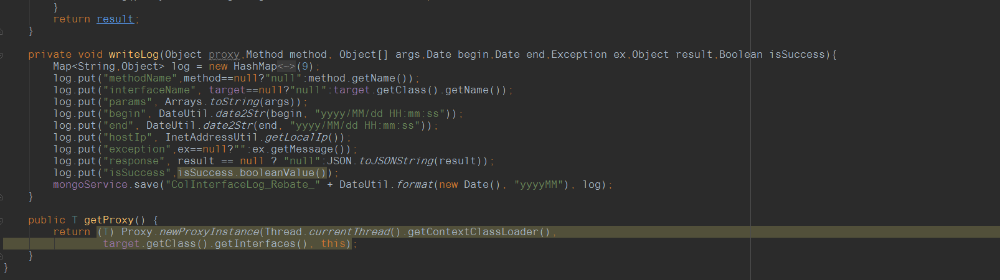 }
return result;
}
private void writeLog(Object proxy,Method method, Object[] args,Date begin,Date end,Exception ex,Object result,Boolean isSuccess){
Map<String,Object> log = new HashMap<~>(9);
log.put("methodName",method==null?"null":method.getName());
log.put("interfaceName", target==null?"null":target.getClass().getName());
log.put("params", Arrays.toString(args));
log.put("begin", DateUtil.date2Str(begin, "yyyy/MM/dd HH:mm:ss"));
log.put("end", DateUtil.date2Str(end, "yyyy/MM/dd HH:mm:ss"));
log.put("hostIp", InetAddressUtil.getLocalIp());
log.put("exception",ex==null?"":ex.getMessage());
log.put("response", result == null ? "null":JSON.toJSONString(result));
log.put("isSuccess",isSuccess.booleanValue());
mongoService.save("ColInterfaceLog_Rebate_" + DateUtil.format(new Date(), "yyyyMM"), log);
}
public T getProxy() {
return (T) Proxy.newProxyInstance(Thread.currentThread().getContextClassLoader(),
target.getClass().getInterfaces(), this);
}
}